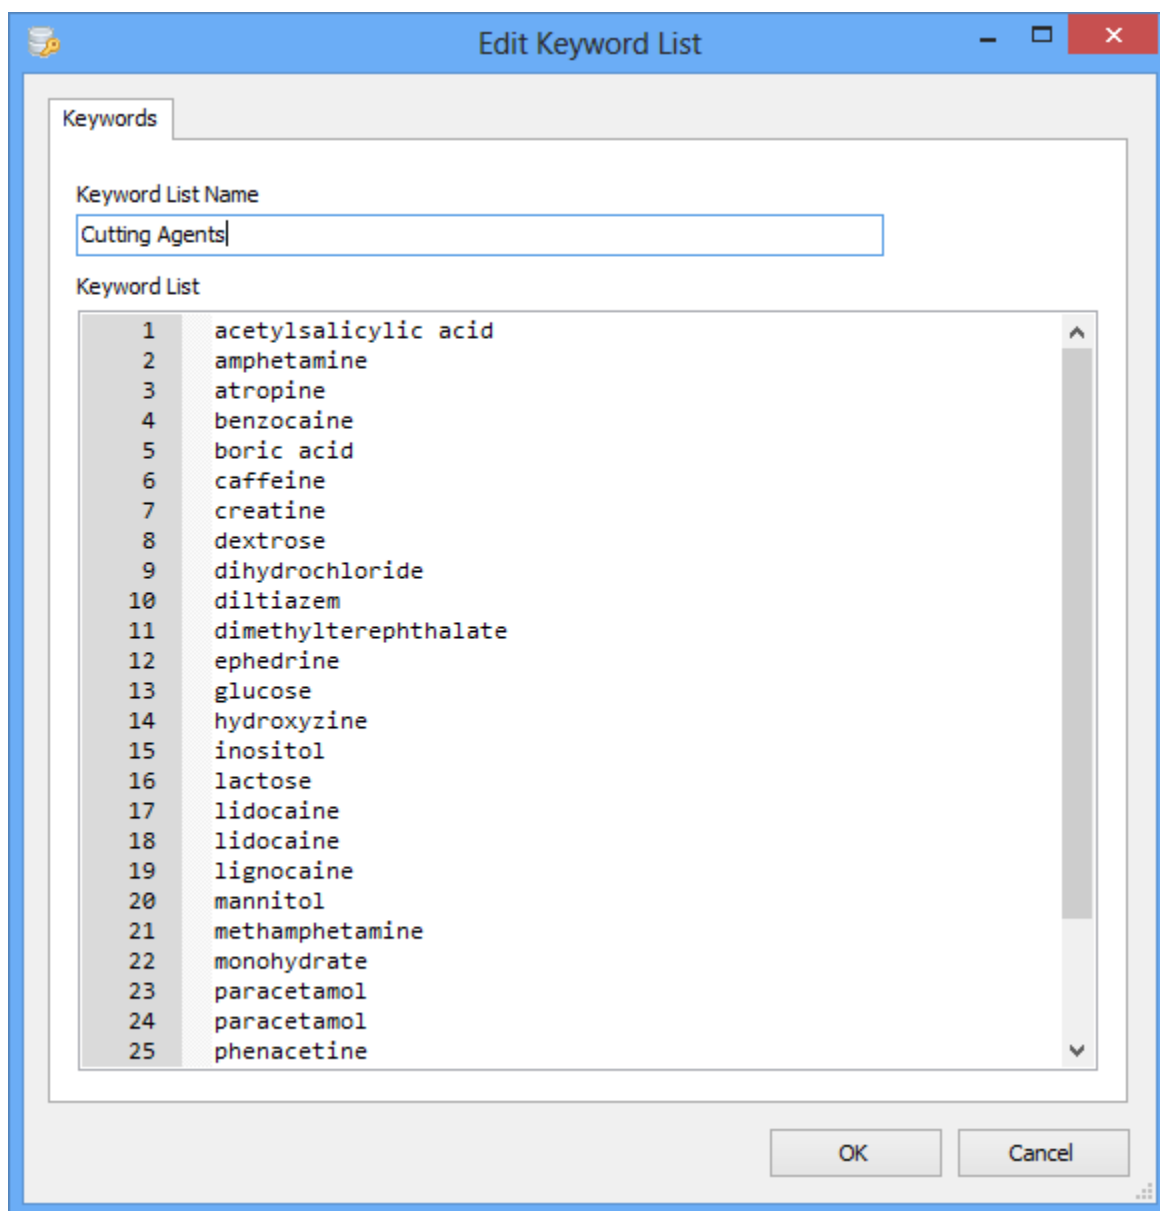 Edit Keyword List
Keywords
Keyword List Name
Cutting Agents
Keyword List
1 acetylsalicylic acid
2 amphetamine
3 atropine
4 benzocaine
5 boric acid
6 caffeine
7 creatine
8 dextrose
9 dihydrochloride
10 diltiazem
11 dimethylterephthalate
12 ephedrine
13 glucose
14 hydroxyzine
15 inositol
16 lactose
17 lidocaine
18 lidocaine
19 lignocaine
20 mannitol
21 methamphetamine
22 monohydrate
23 paracetamol
24 paracetamol
25 phenacetine
OK Cancel